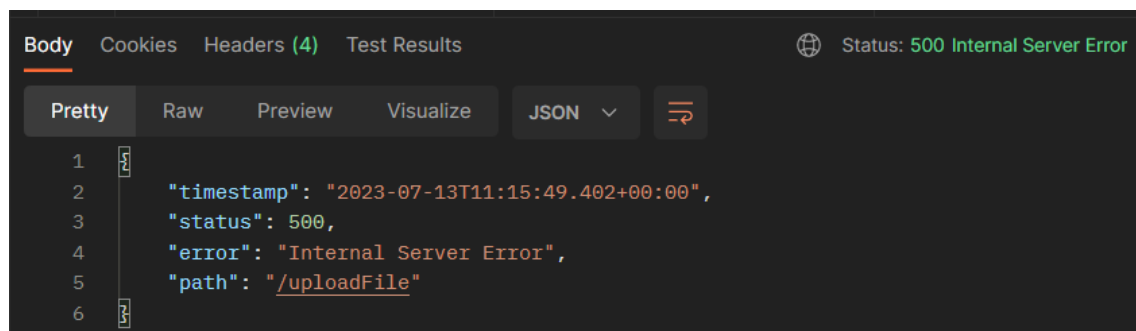 Body Cookies Headers (4) Test Results Status: 500 Internal Server Error
Pretty Raw Preview Visualize JSON
1 {
2 "timestamp": "2023-07-13T11:15:49.402+00:00",
3 "status": 500,
4 "error": "Internal Server Error",
5 "path": "/uploadFile"
6 }